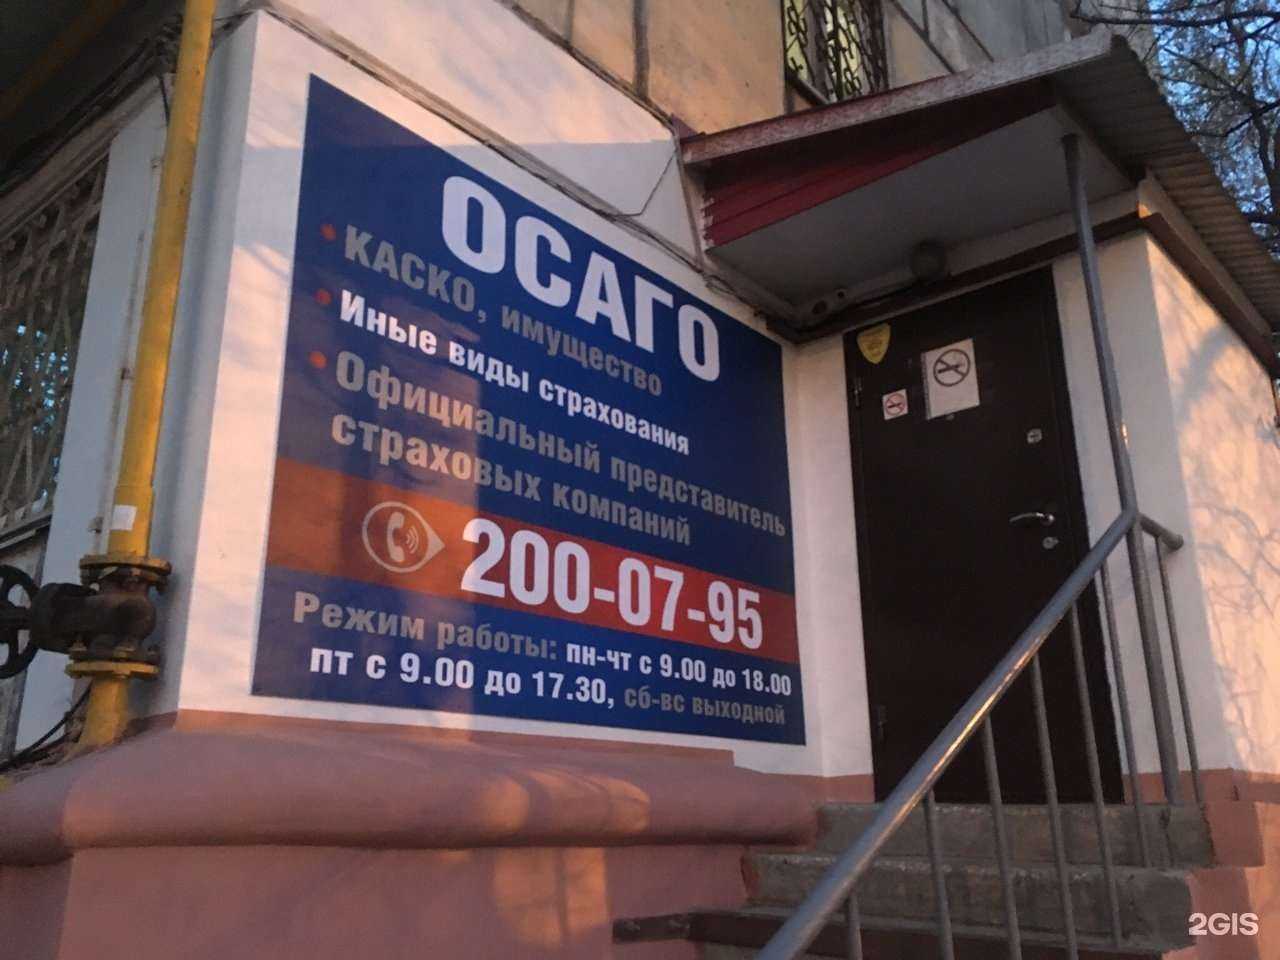 ОСАГО
• КАСКО, имущество
• Иные виды страхования
• Официальный представитель
страховых компаний
200-07-95
Режим работы: пн-чт с 9.00 до 18.00
пт с 9.00 до 17.30, сб-вс выходной
2GIS